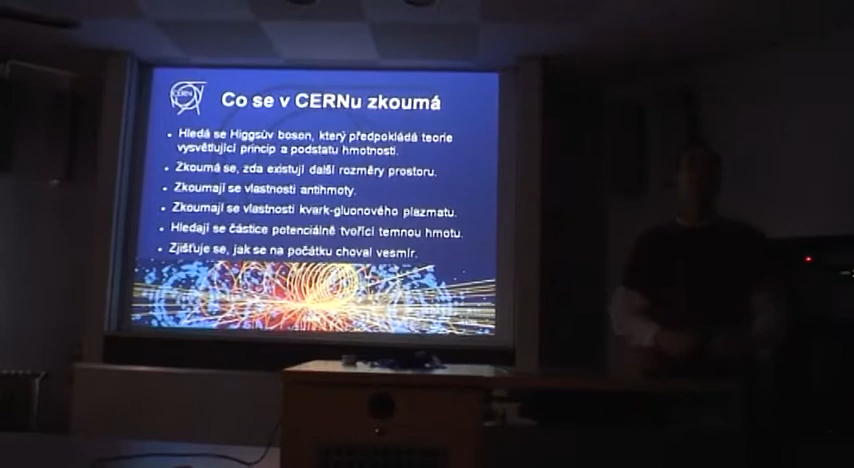 CERN
Co se v CERNu zkoumá
• Hledá se Higgsův boson, který předpokládá teorie
vysvětlující princip a podstatu hmotnosti.
• Zkoumá se, zda existují další rozměry prostoru.
• Zkoumají se vlastnosti antihmoty.
• Zkoumají se vlastnosti kvark-gluonového plazmatu.
• Hledají se částice potenciálně tvořící temnou hmotu.
• Zjišťuje se, jak se na počátku choval vesmír.